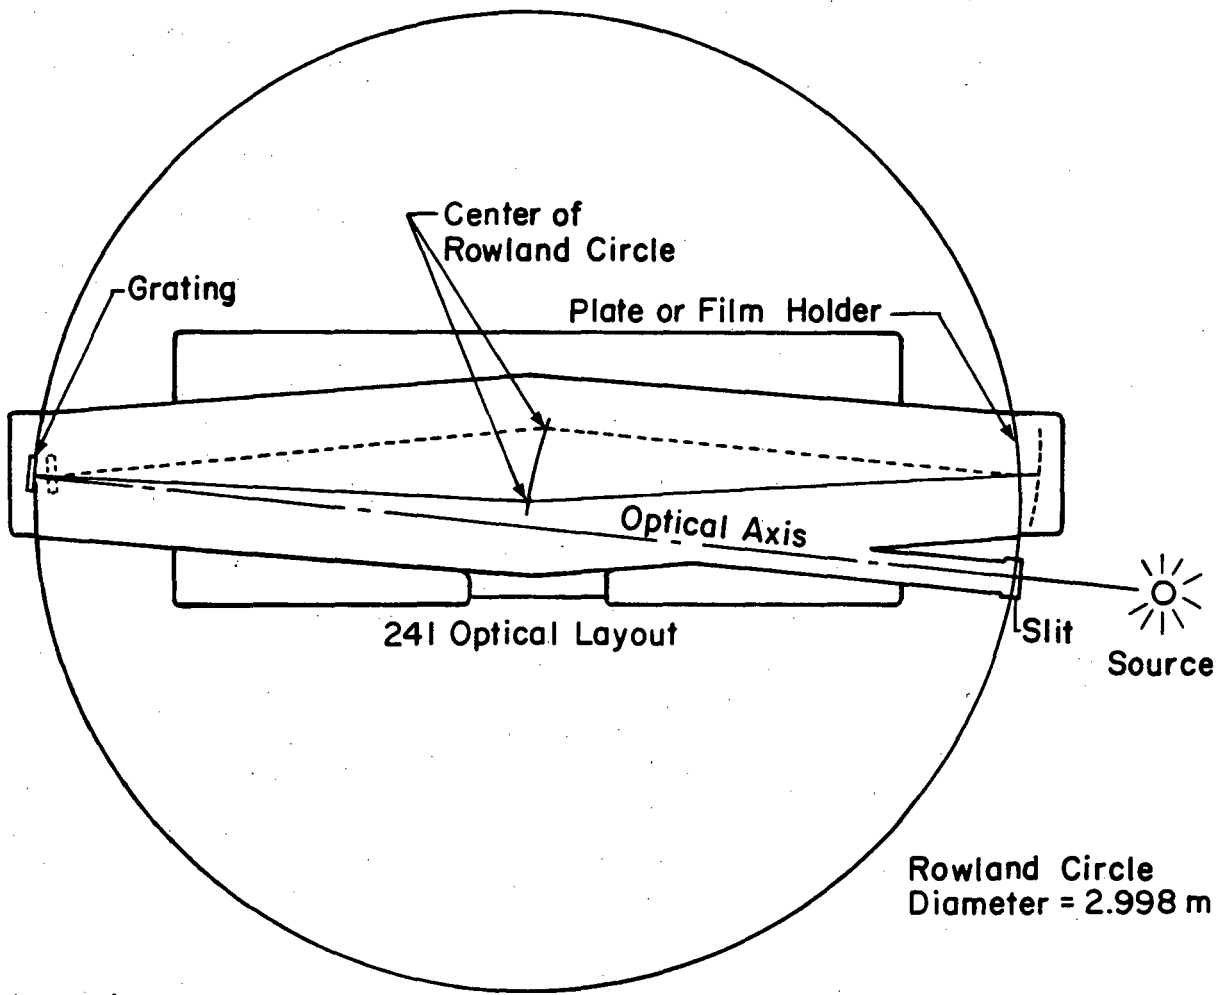 Center of
Rowland Circle
Grating
Plate or Film Holder
Optical Axis
241 Optical Layout
Slit
Source
Rowland Circle
Diameter = 2.998 m